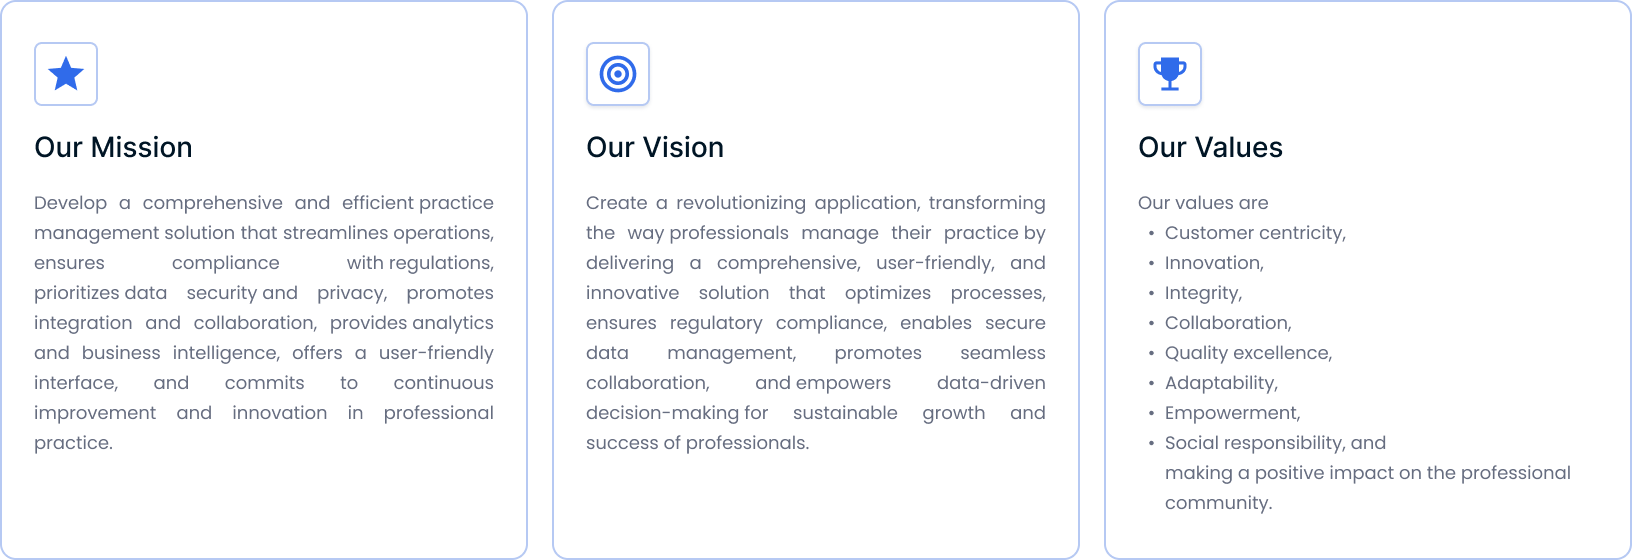 Our Mission
Develop a comprehensive and efficient practice
management solution that streamlines operations,
ensures compliance with regulations,
prioritizes data security and privacy, promotes
integration and collaboration, provides analytics
and business intelligence, offers a user-friendly
interface, and commits to continuous
improvement and innovation in professional
practice.
Our Vision
Create a revolutionizing application, transforming
the way professionals manage their practice by
delivering a comprehensive, user-friendly, and
innovative solution that optimizes processes,
ensures regulatory compliance, enables secure
data management, promotes seamless
collaboration, and empowers data-driven
decision-making for sustainable growth and
success of professionals.
Our Values
Our values are
• Customer centricity,
• Innovation,
• Integrity,
• Collaboration,
• Quality excellence,
• Adaptability,
• Empowerment,
• Social responsibility, and
making a positive impact on the professional
community.